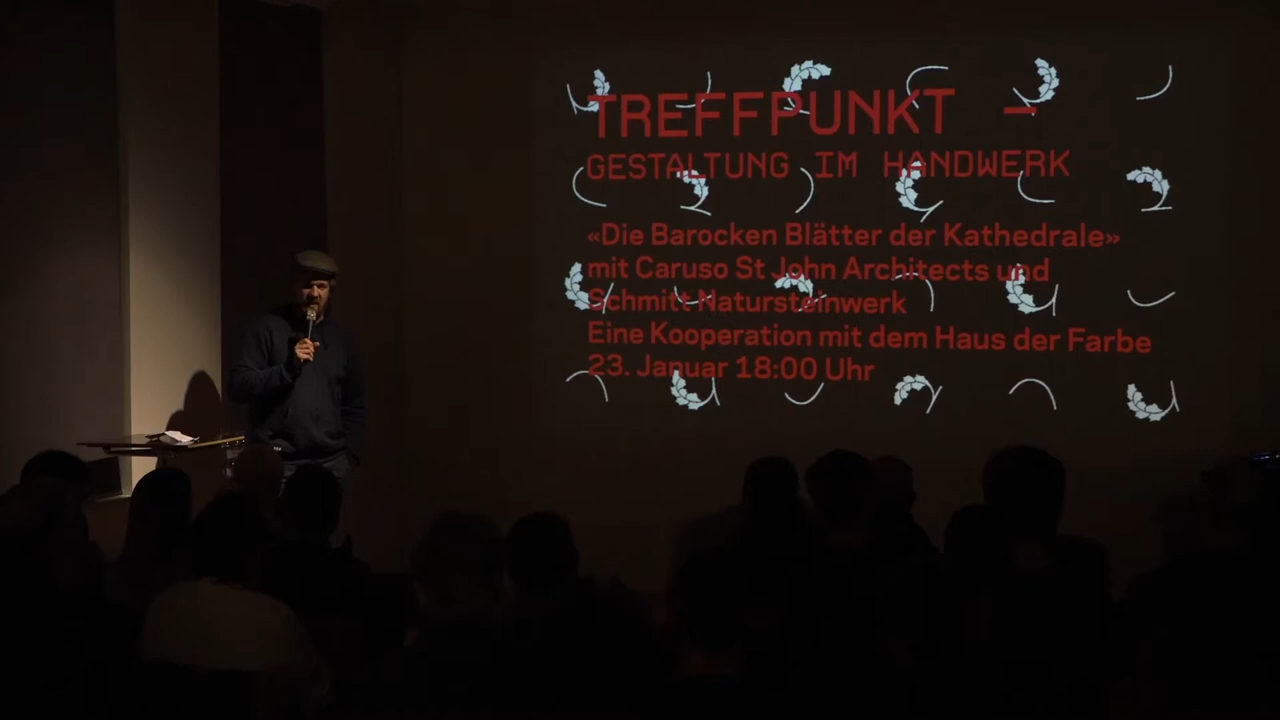 TREFFPUNKT –
GESTALTUNG IM HANDWERK
«Die Barocken Blätter der Kathedrale»
mit Caruso St John Architects und
Schmitt Natursteinwerk
Eine Kooperation mit dem Haus der Farbe
23. Januar 18:00 Uhr